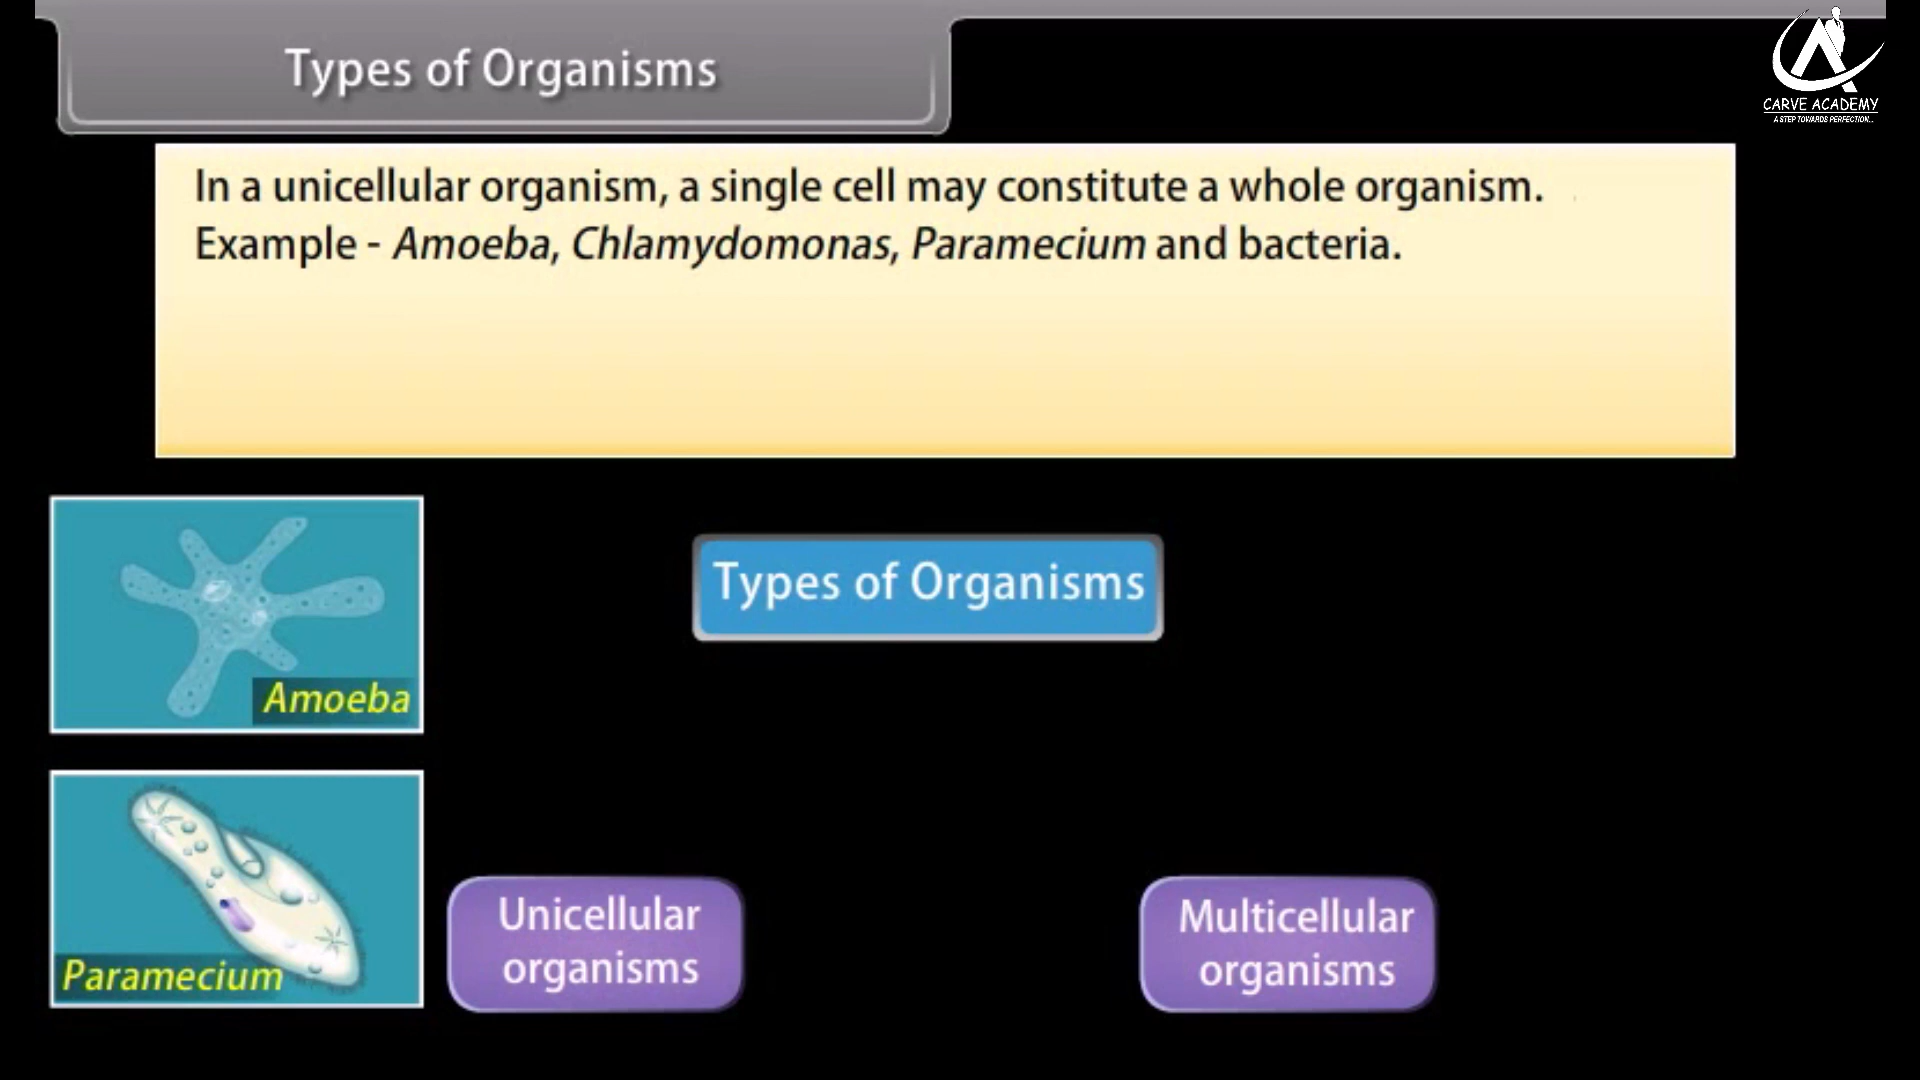 Types of Organisms
CARVE ACADEMY
A STEP TOWARDS PERFECTION...
In a unicellular organism, a single cell may constitute a whole organism.
Example - Amoeba, Chlamydomonas, Paramecium and bacteria.
Amoeba
Types of Organisms
Paramecium
Unicellular
organisms
Multicellular
organisms